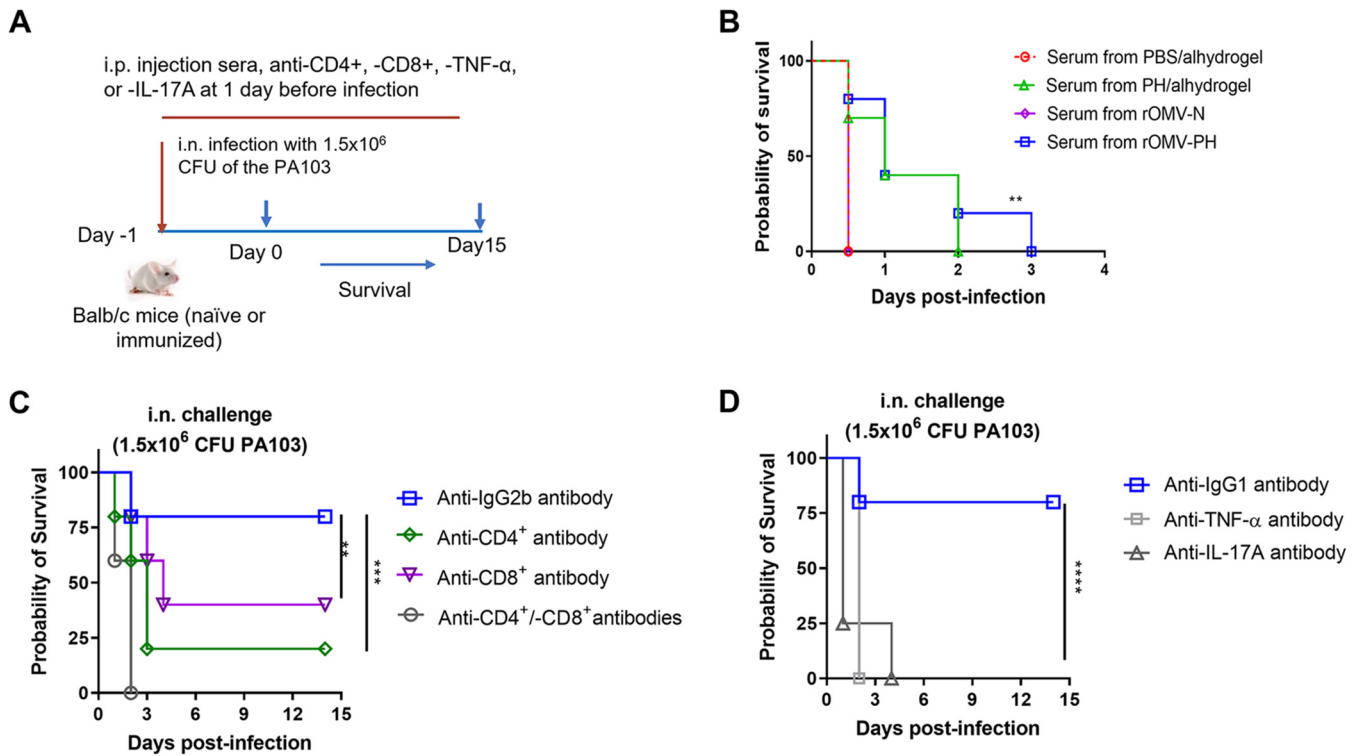 A
i.p. injection sera, anti-CD4+, -CD8+, -TNF-α,
or -IL-17A at 1 day before infection
i.n. infection with 1.5x10⁶
CFU of the PA103
Day -1
Day 0
Day15
Survival
Balb/c mice (naïve or
immunized)
B
Probability of survival
100
50
0
0 1 2 3 4
Days post-infection
**
Serum from PBS/alhydrogel
Serum from PH/alhydrogel
Serum from rOMV-N
Serum from rOMV-PH
C
i.n. challenge
(1.5x10⁶ CFU PA103)
Probability of Survival
100
75
50
25
0
0 3 6 9 12 15
Days post-infection
**
***
Anti-IgG2b antibody
Anti-CD4⁺ antibody
Anti-CD8⁺ antibody
Anti-CD4⁺/-CD8⁺antibodies
D
i.n. challenge
(1.5x10⁶ CFU PA103)
Probability of Survival
100
75
50
25
0
0 3 6 9 12 15
Days post-infection
****
Anti-IgG1 antibody
Anti-TNF-α antibody
Anti-IL-17A antibody